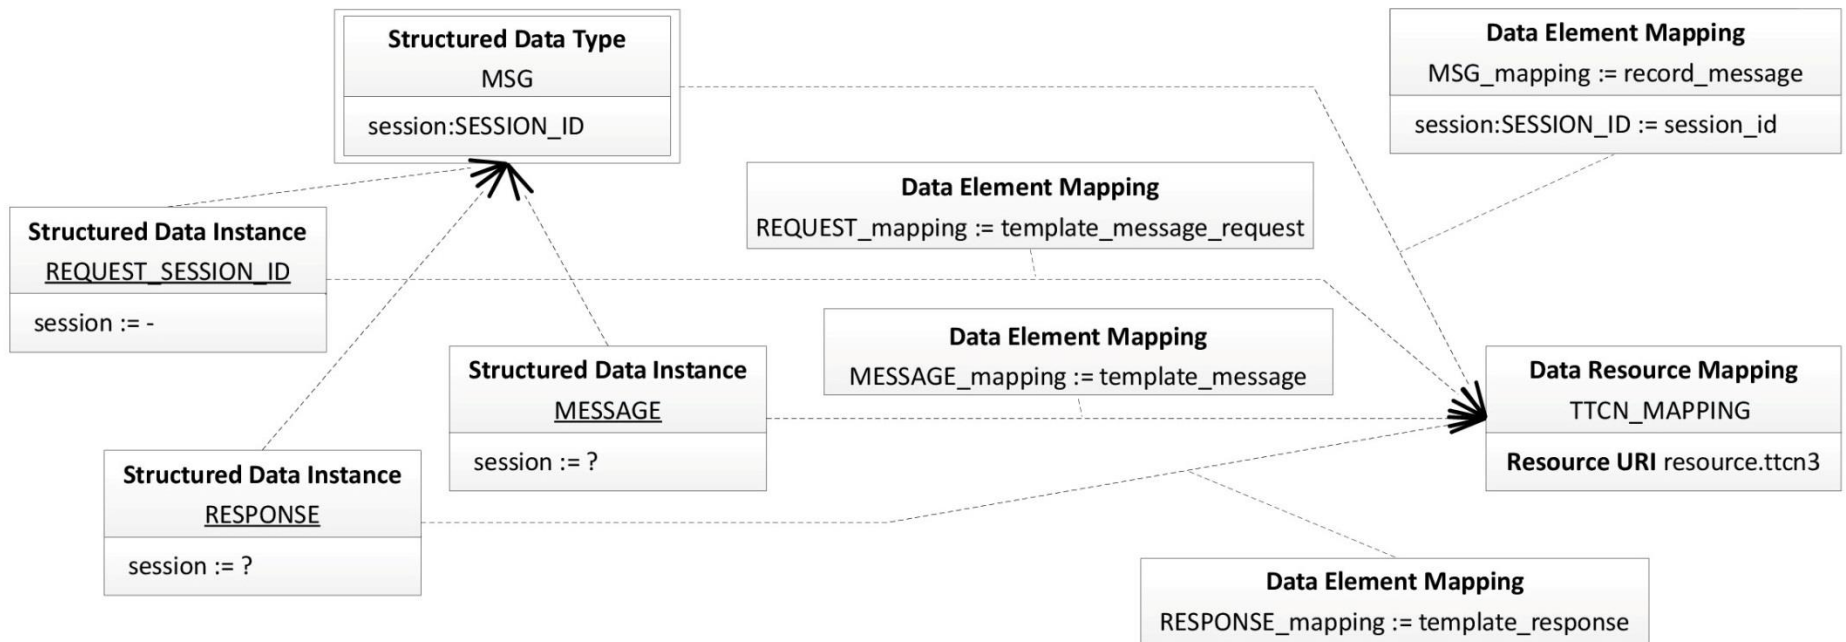 Structured Data Type
MSG
session:SESSION_ID
Data Element Mapping
MSG_mapping := record_message
session:SESSION_ID := session_id
Data Element Mapping
REQUEST_mapping := template_message_request
Structured Data Instance
REQUEST_SESSION_ID
session := -
Data Element Mapping
MESSAGE_mapping := template_message
Structured Data Instance
MESSAGE
session := ?
Data Resource Mapping
TTCN_MAPPING
Resource URI resource.ttcn3
Structured Data Instance
RESPONSE
session := ?
Data Element Mapping
RESPONSE_mapping := template_response